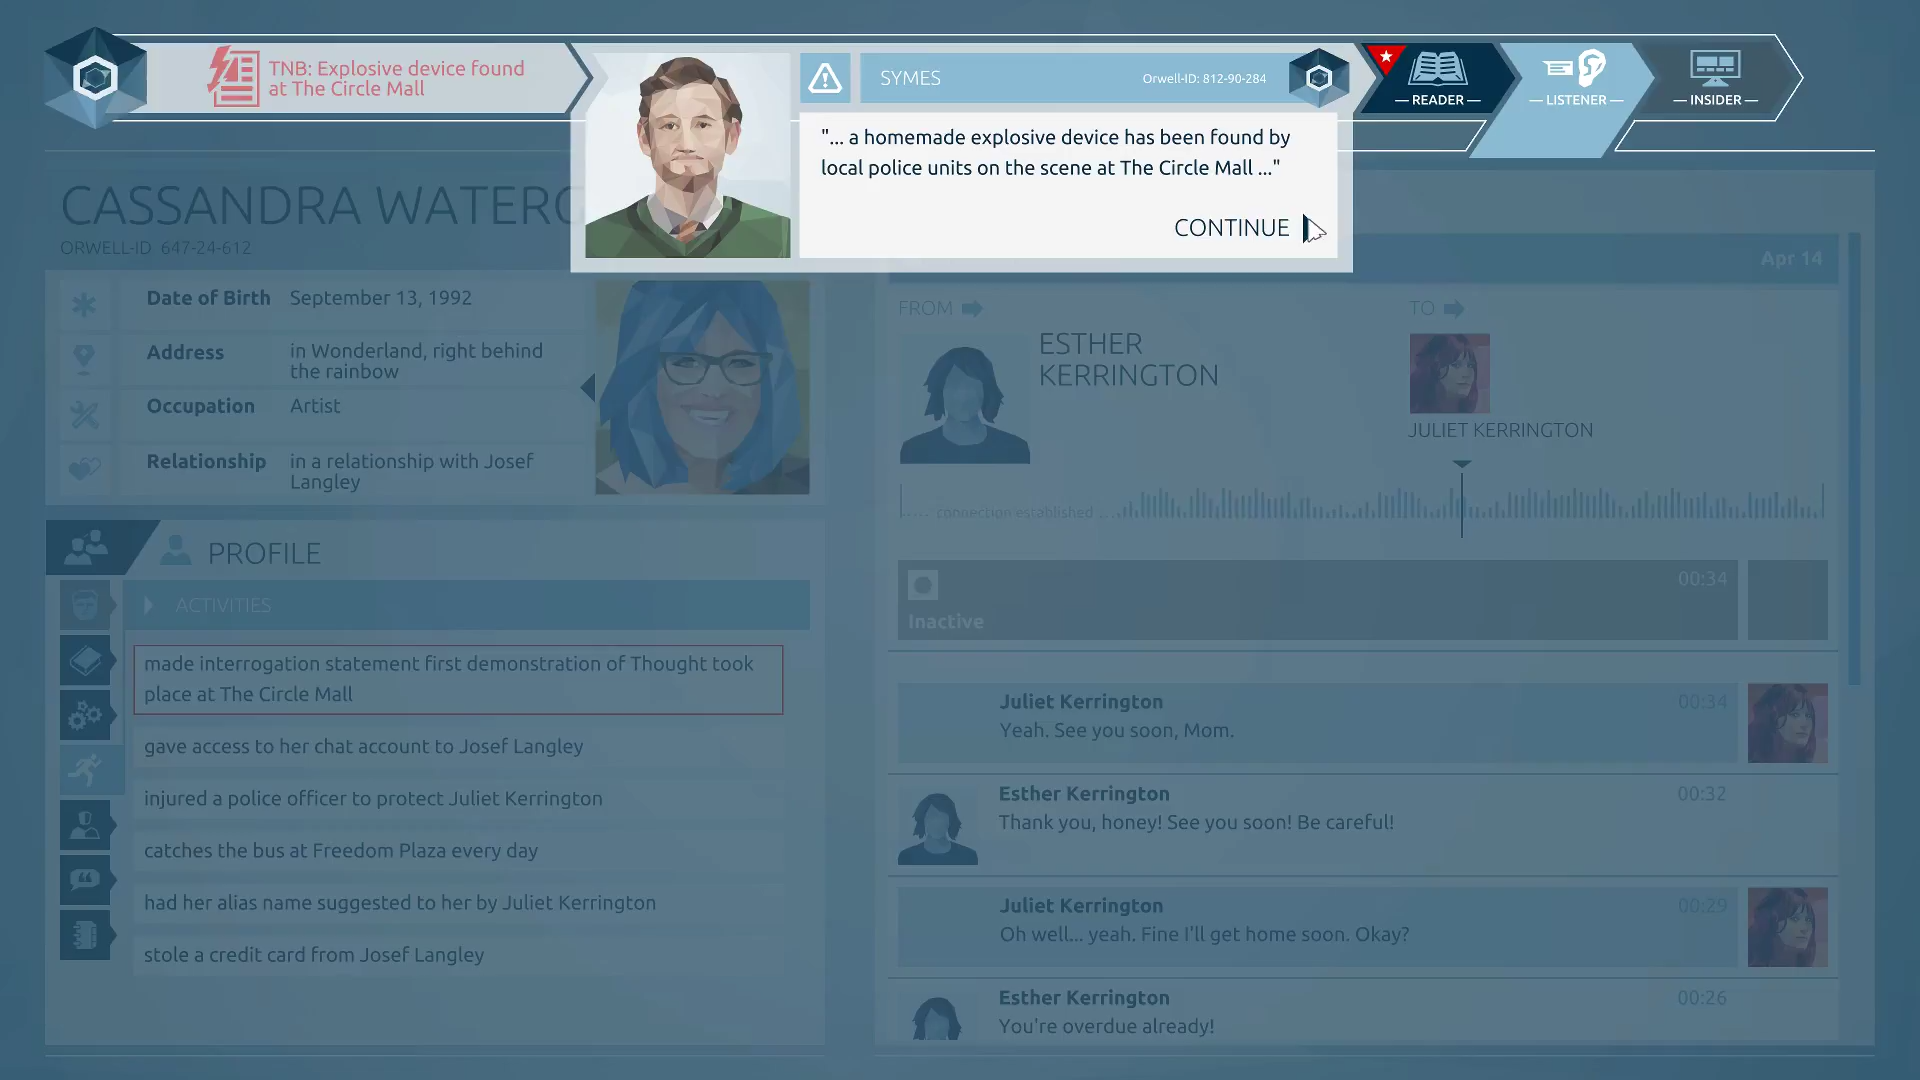 TNB: Explosive device found
at The Circle Mall
SYMES
Orwell-ID: 812-90-284
"... a homemade explosive device has been found by
local police units on the scene at The Circle Mall ..."
CONTINUE
READER
LISTENER
INSIDER
CASSANDRA
ORWELL-ID 647-24-612
Date of Birth September 13, 1992
Address in Wonderland, right behind
the rainbow
Occupation Artist
Relationship in a relationship with Josef
Langley
PROFILE
ACTIVITIES
made interrogation statement first demonstration of Thought took
place at The Circle Mall
gave access to her chat account to Josef Langley
injured a police officer to protect Juliet Kerrington
catches the bus at Freedom Plaza every day
had her alias name suggested to her by Juliet Kerrington
stole a credit card from Josef Langley
Apr 14
FROM
TO
ESTHER
KERRINGTON
JULIET KERRINGTON
..... connection established ....
00:34
Inactive
Juliet Kerrington 00:34
Yeah. See you soon, Mom.
Esther Kerrington 00:32
Thank you, honey! See you soon! Be careful!
Juliet Kerrington 00:29
Oh well... yeah. Fine I'll get home soon. Okay?
Esther Kerrington 00:26
You're overdue already!